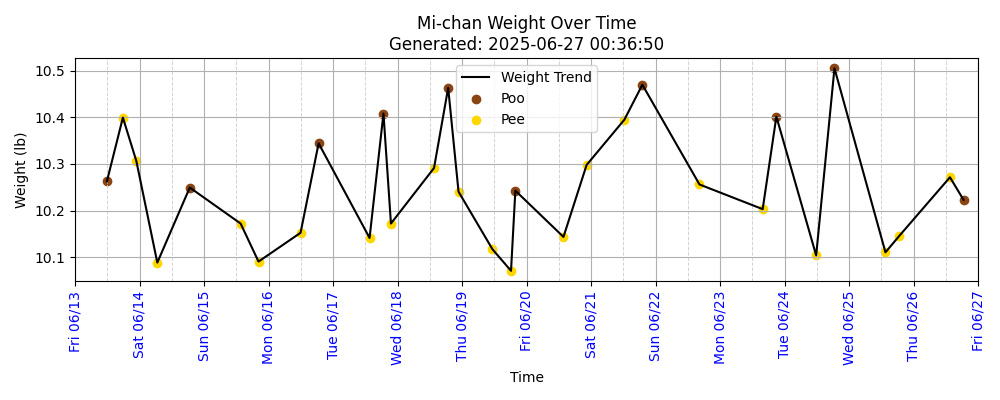 Mi-chan Weight Over Time
Generated: 2025-06-27 00:36:50
Weight Trend
Poo
Pee
Weight (lb)
10.5
10.4
10.3
10.2
10.1
Fri 06/13
Sat 06/14
Sun 06/15
Mon 06/16
Tue 06/17
Wed 06/18
Thu 06/19
Fri 06/20
Sat 06/21
Sun 06/22
Mon 06/23
Tue 06/24
Wed 06/25
Thu 06/26
Fri 06/27
Time